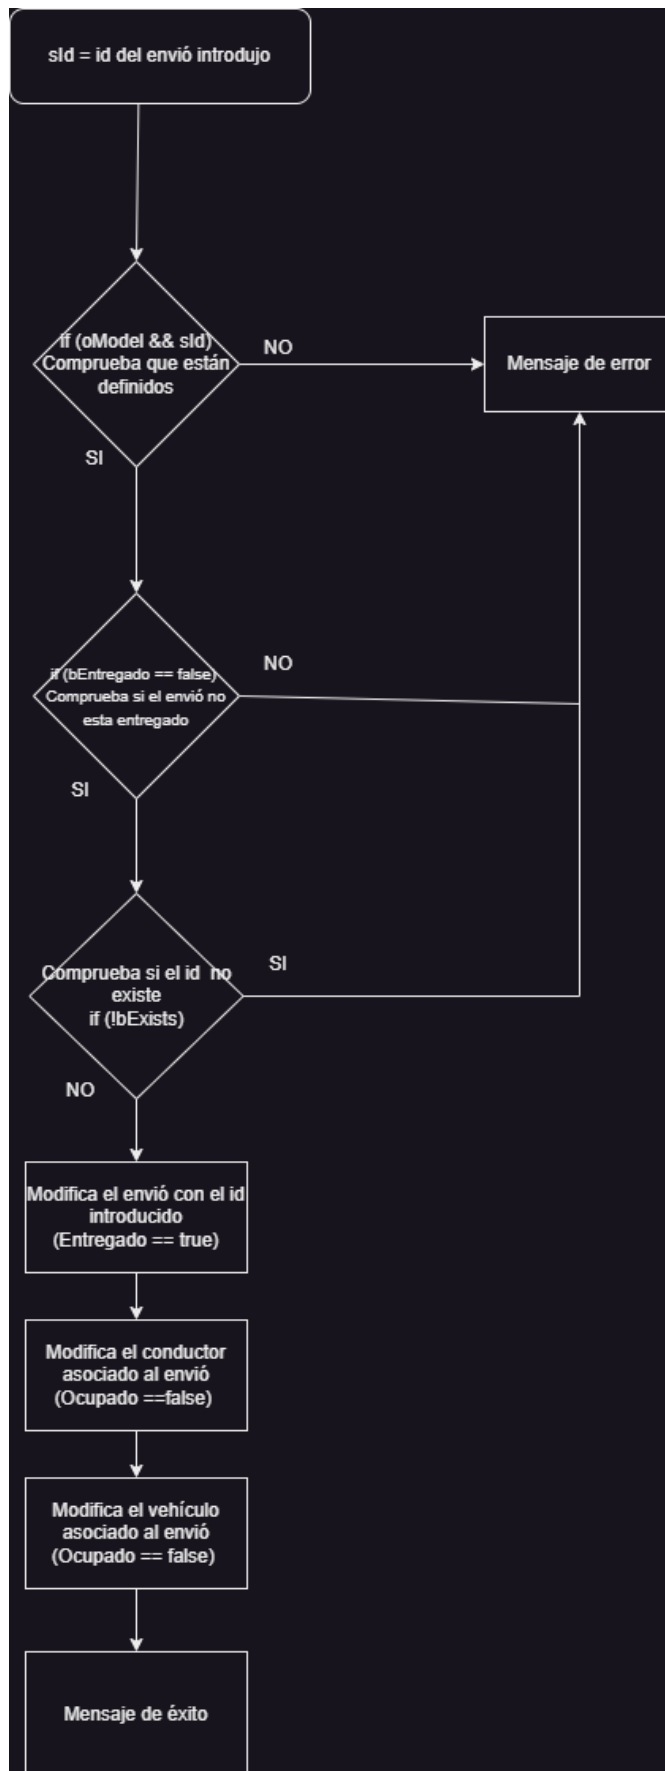 sId = id del envió introdujo
if (oModel && sId)
Comprueba que están
definidos
NO
Mensaje de error
SI
if (bEntregado == false)
Comprueba si el envió no
esta entregado
NO
SI
Comprueba si el id  no
existe
if (!bExists)
SI
NO
Modifica el envió con el id
introducido
(Entregado == true)
Modifica el conductor
asociado al envió
(Ocupado ==false)
Modifica el vehículo
asociado al envió
(Ocupado == false)
Mensaje de éxito